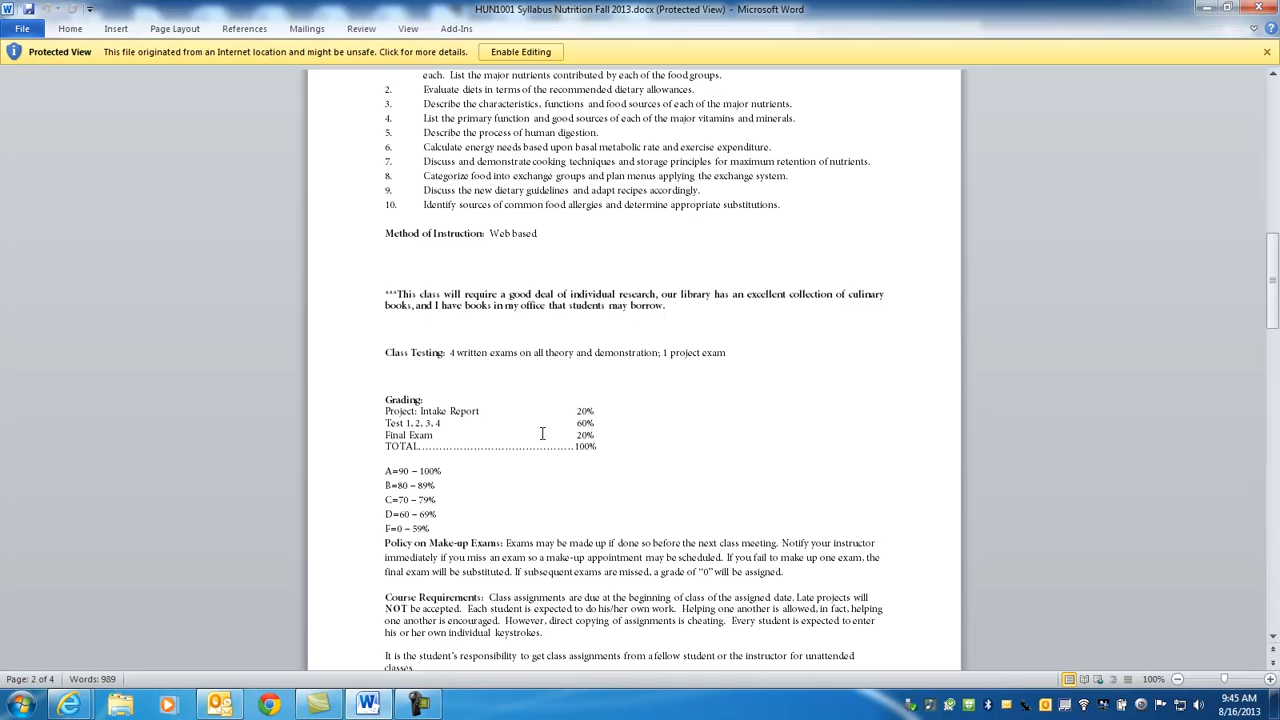 HUN1001 Syllabus Nutrition Fall 2013.docx (Protected View) - Microsoft Word
File Home Insert Page Layout References Mailings Review View Add-Ins
Protected View This file originated from an Internet location and might be unsafe. Click for more details. Enable Editing
each. List the major nutrients contributed by each of the food groups.
2. Evaluate diets in terms of the recommended dietary allowances.
3. Describe the characteristics, functions and food sources of each of the major nutrients.
4. List the primary function and good sources of each of the major vitamins and minerals.
5. Describe the process of human digestion.
6. Calculate energy needs based upon basal metabolic rate and exercise expenditure.
7. Discuss and demonstrate cooking techniques and storage principles for maximum retention of nutrients.
8. Categorize food into exchange groups and plan menus applying the exchange system.
9. Discuss the new dietary guidelines and adapt recipes accordingly.
10. Identify sources of common food allergies and determine appropriate substitutions.
Method of Instruction: Web based
***This class will require a good deal of individual research, our library has an excellent collection of culinary
books, and I have books in my office that students may borrow.
Class Testing: 4 written exams on all theory and demonstration; 1 project exam
Grading:
Project: Intake Report 20%
Test 1, 2, 3, 4 60%
Final Exam 20%
TOTAL……………………………………100%
A=90 – 100%
B=80 – 89%
C=70 – 79%
D=60 – 69%
F=0 – 59%
Policy on Make-up Exams: Exams may be made up if done so before the next class meeting. Notify your instructor
immediately if you miss an exam so a make-up appointment may be scheduled. If you fail to make up one exam, the
final exam will be substituted. If subsequent exams are missed, a grade of “0” will be assigned.
Course Requirements: Class assignments are due at the beginning of class of the assigned date. Late projects will
NOT be accepted. Each student is expected to do his/her own work. Helping one another is allowed, in fact, helping
one another is encouraged. However, direct copying of assignments is cheating. Every student is expected to enter
his or her own individual keystrokes.
It is the student’s responsibility to get class assignments from a fellow student or the instructor for unattended
classes.
Page: 2 of 4 Words: 989 100%
9:45 AM
8/16/2013